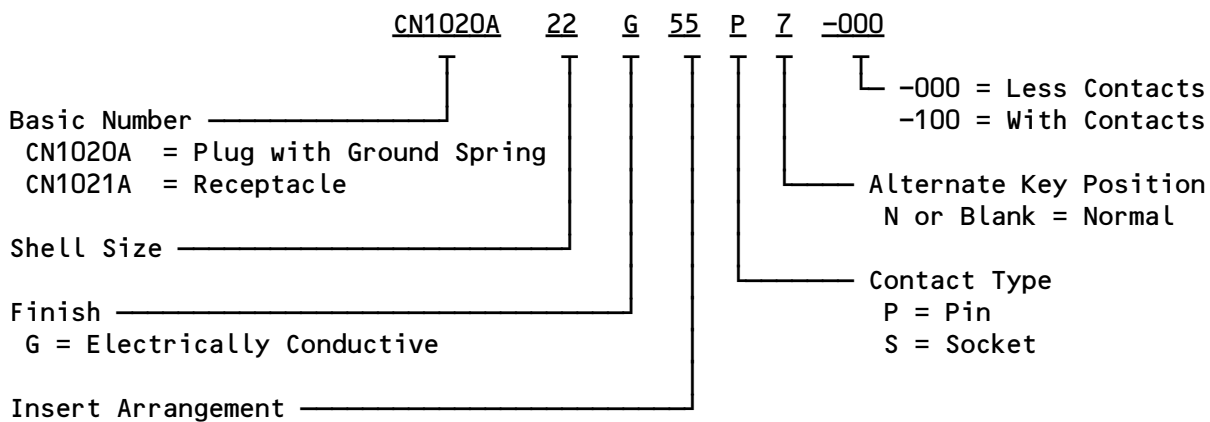 CN1020A 22 G 55 P 7 -000
-000 = Less Contacts
Basic Number -100 = With Contacts
CN1020A = Plug with Ground Spring
CN1021A = Receptacle Alternate Key Position
N or Blank = Normal
Shell Size
Contact Type
Finish P = Pin
G = Electrically Conductive S = Socket
Insert Arrangement